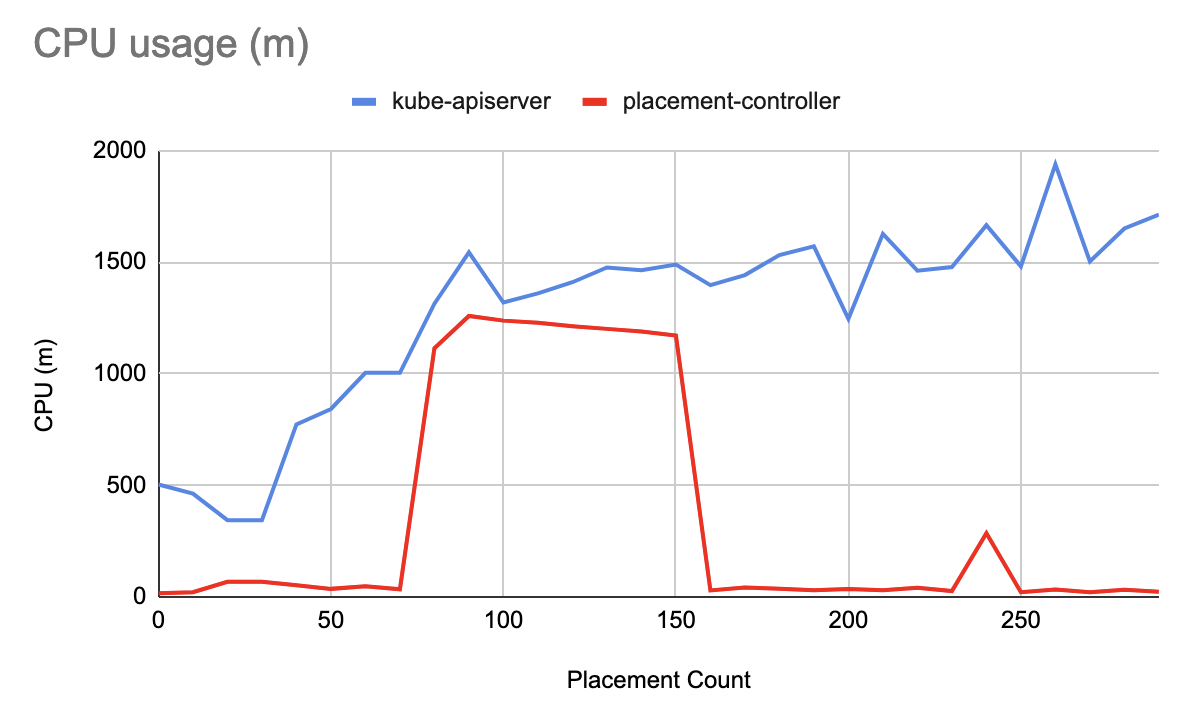 CPU usage (m)
kube-apiserver placement-controller
2000
1500
1000
500
0
CPU (m)
0 50 100 150 200 250
Placement Count